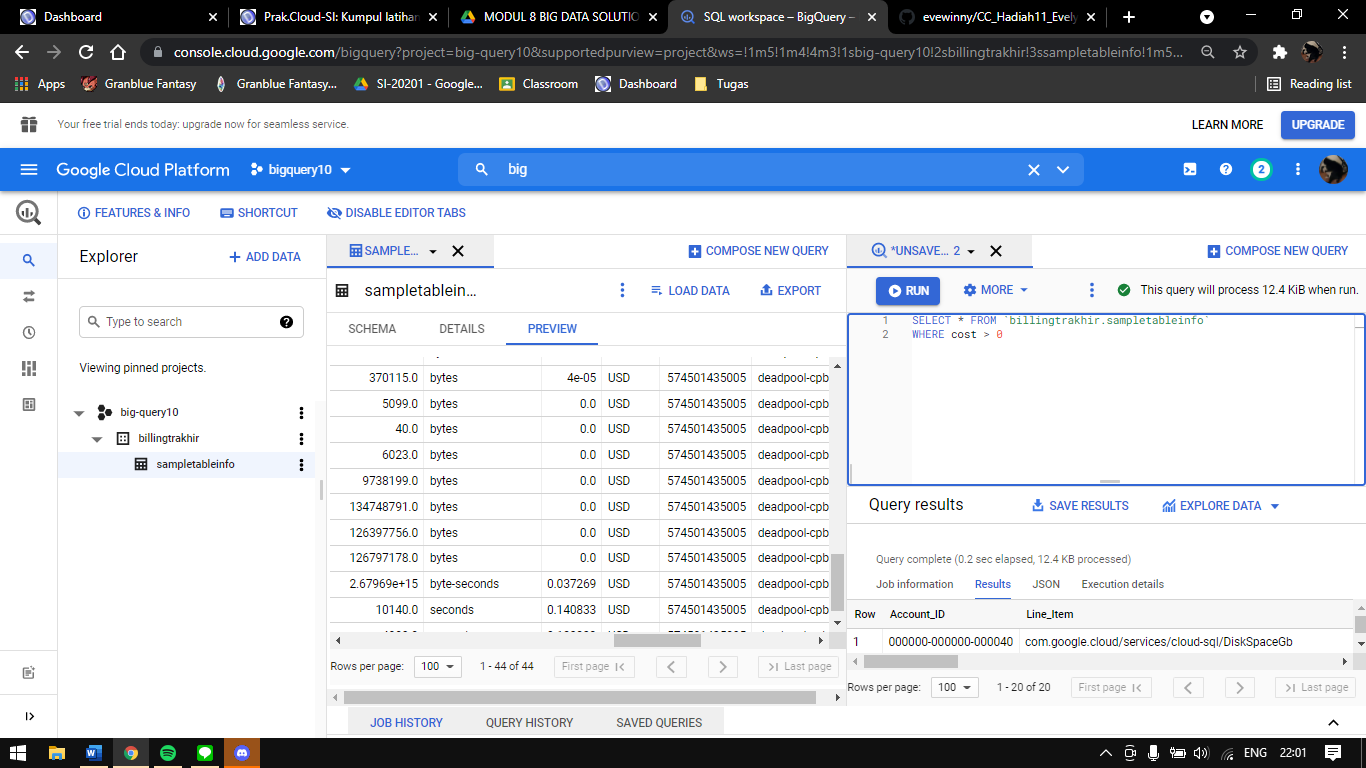 Dashboard
Prak.Cloud-SI: Kumpul latihan
MODUL 8 BIG DATA SOLUTIO
SQL workspace – BigQuery –
evewinny/CC_Hadiah11_Evely
console.cloud.google.com/bigquery?project=big-query10&supportedpurview=project&ws=!1m5!1m4!4m3!1sbig-query10!2sbillingtrakhir!3ssampletableinfo!1m5...
Apps
Granblue Fantasy
Granblue Fantasy...
SI-20201 - Google...
Classroom
Dashboard
Tugas
Reading list
Your free trial ends today: upgrade now for seamless service.
LEARN MORE
UPGRADE
Google Cloud Platform
bigquery10
big
2
FEATURES & INFO
SHORTCUT
DISABLE EDITOR TABS
Explorer
+ ADD DATA
Type to search
Viewing pinned projects.
big-query10
billingtrakhir
sampletableinfo
SAMPLE...
COMPOSE NEW QUERY
sampletablein...
LOAD DATA
EXPORT
SCHEMA
DETAILS
PREVIEW
370115.0 bytes 4e-05 USD 574501435005 deadpool-cpb
5099.0 bytes 0.0 USD 574501435005 deadpool-cpb
40.0 bytes 0.0 USD 574501435005 deadpool-cpb
6023.0 bytes 0.0 USD 574501435005 deadpool-cpb
9738199.0 bytes 0.0 USD 574501435005 deadpool-cpb
134748791.0 bytes 0.0 USD 574501435005 deadpool-cpb
126397756.0 bytes 0.0 USD 574501435005 deadpool-cpb
126797178.0 bytes 0.0 USD 574501435005 deadpool-cpb
2.67969e+15 byte-seconds 0.037269 USD 574501435005 deadpool-cpb
10140.0 seconds 0.140833 USD 574501435005 deadpool-cpb
Rows per page: 100 1 - 44 of 44 First page Last page
*UNSAVE... 2
COMPOSE NEW QUERY
RUN
MORE
This query will process 12.4 KiB when run.
1 SELECT * FROM `billingtrakhir.sampletableinfo`
2 WHERE cost > 0
Query results
SAVE RESULTS
EXPLORE DATA
Query complete (0.2 sec elapsed, 12.4 KB processed)
Job information
Results
JSON
Execution details
Row Account_ID Line_Item
1 000000-000000-000040 com.google.cloud/services/cloud-sql/DiskSpaceGb
Rows per page: 100 1 - 20 of 20 First page Last page
JOB HISTORY
QUERY HISTORY
SAVED QUERIES
ENG
22:01